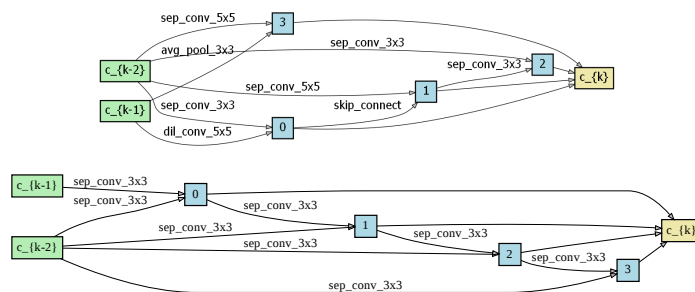 sep_conv_5x5
3
avg_pool_3x3
sep_conv_3x3
c_{k-2}
sep_conv_3x3
2
c_{k}
sep_conv_5x5
1
c_{k-1}
sep_conv_3x3
skip_connect
dil_conv_5x5
0
c_{k-1}
sep_conv_3x3
0
sep_conv_3x3
sep_conv_3x3
1
c_{k}
sep_conv_3x3
sep_conv_3x3
c_{k-2}
sep_conv_3x3
2
sep_conv_3x3
3
sep_conv_3x3